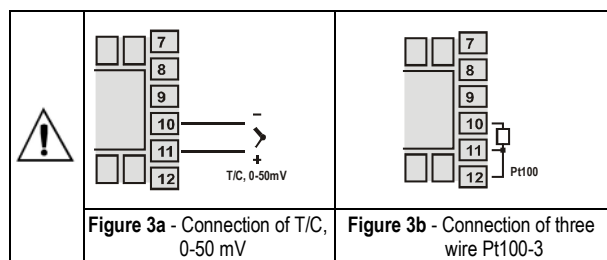 7
8
9
10
11
12
–
+
T/C, 0-50mV
7
8
9
10
11
12
Pt100
Figure 3a - Connection of T/C,
0-50 mV
Figure 3b - Connection of three
wire Pt100-3